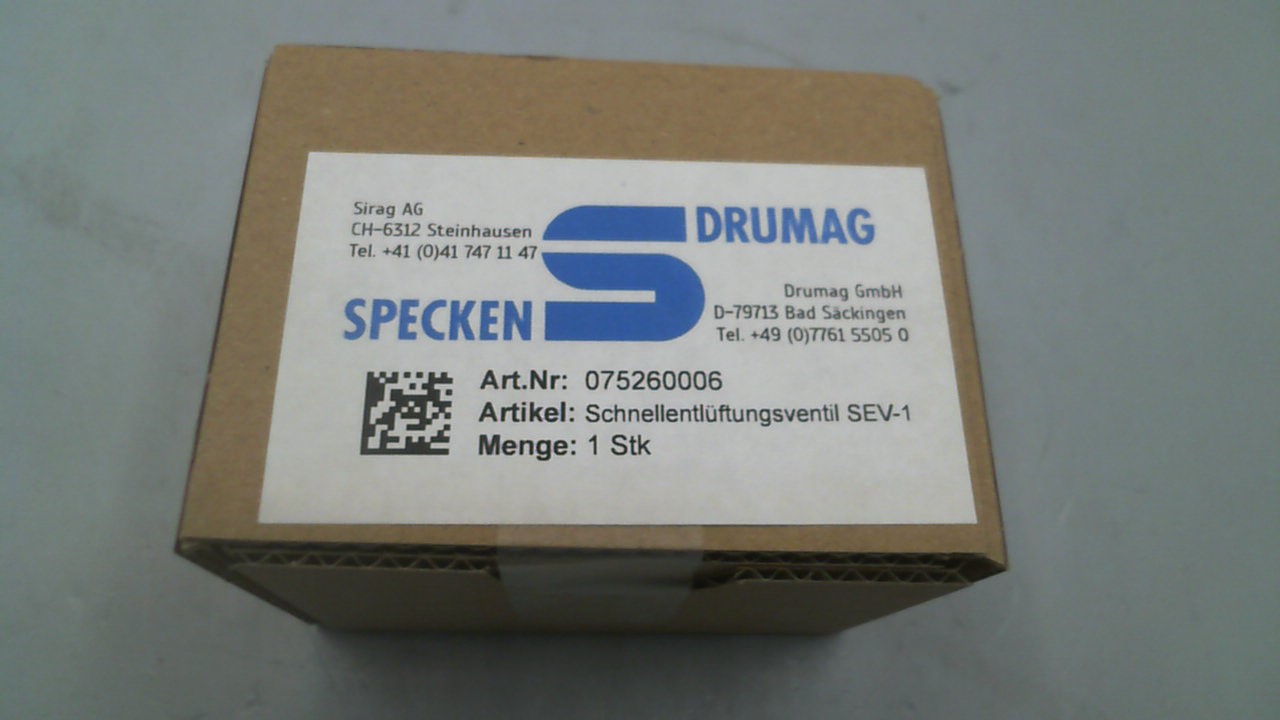 Sirag AG
CH-6312 Steinhausen
Tel. +41 (0)41 747 11 47
DRUMAG
SPECKEN
Drumag GmbH
D-79713 Bad Säckingen
Tel. +49 (0)7761 5505 0
Art.Nr: 075260006
Artikel: Schnellentlüftungsventil SEV-1
Menge: 1 Stk